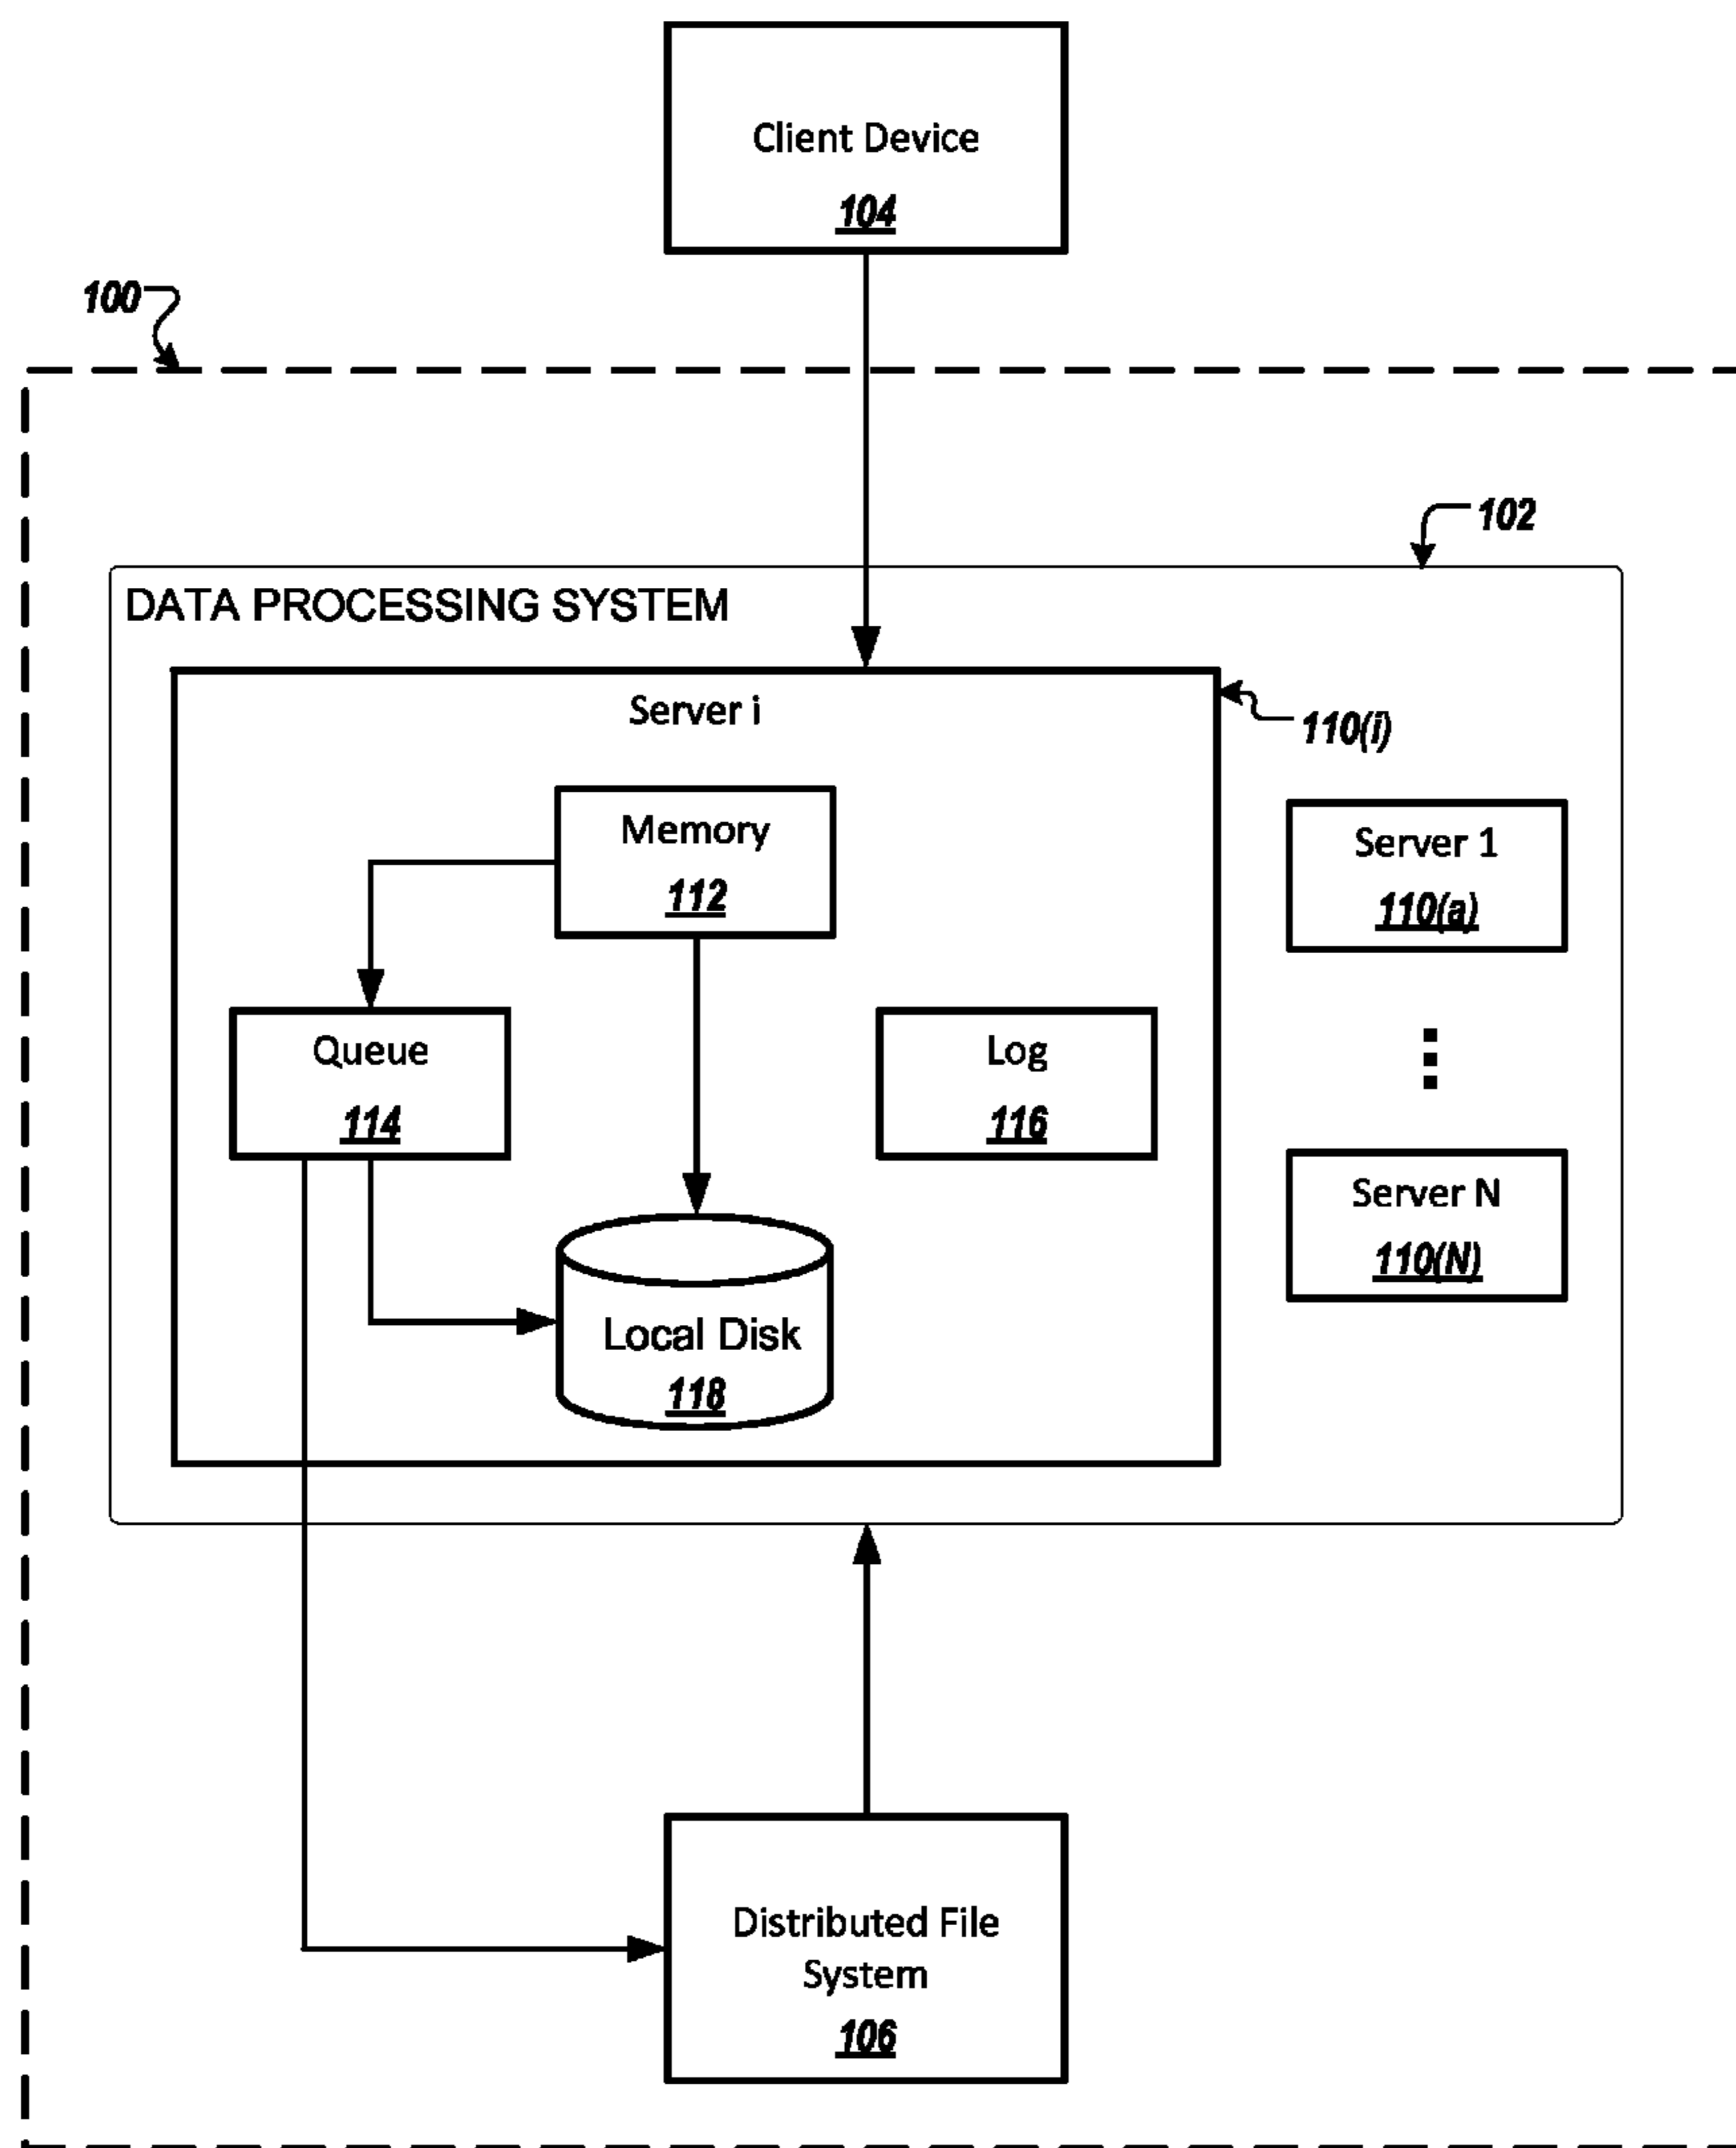 Client Device
104
100
102
DATA PROCESSING SYSTEM
Server i
110(i)
Memory
112
Server 1
110(a)
Queue
114
Log
116
Server N
110(N)
Local Disk
118
Distributed File
System
106